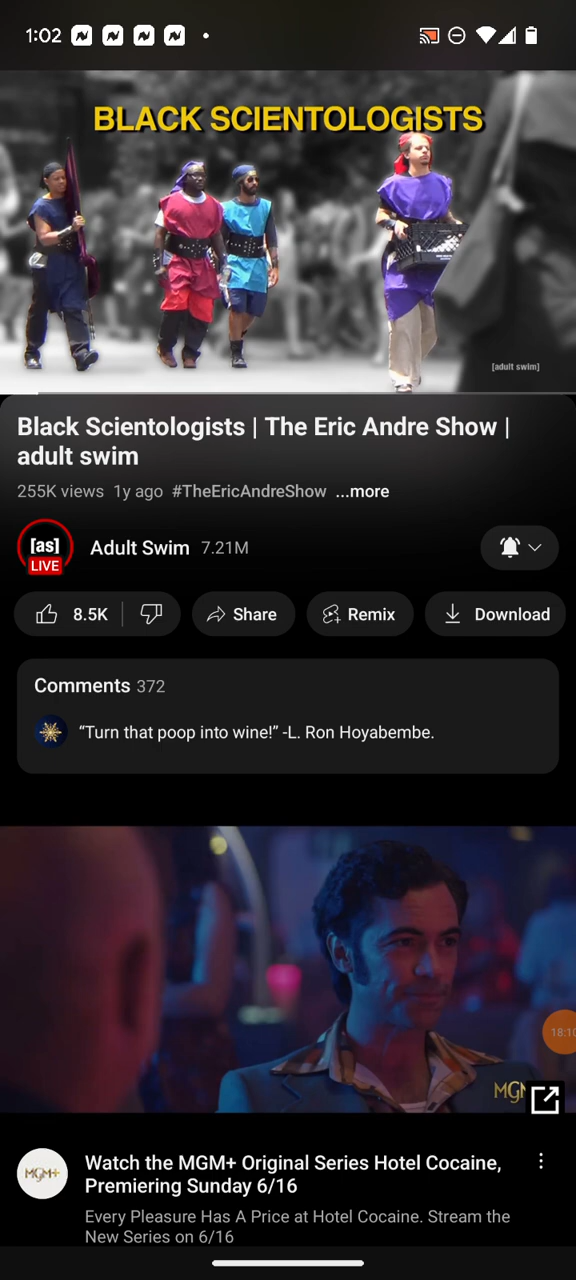 1:02
BLACK SCIENTOLOGISTS
[adult swim]
Black Scientologists | The Eric Andre Show |
adult swim
255K views 1y ago #TheEricAndreShow ...more
[as]
LIVE
Adult Swim 7.21M
8.5K Share Remix Download
Comments 372
“Turn that poop into wine!” -L. Ron Hoyabembe.
18:10
MGM
MGM+
Watch the MGM+ Original Series Hotel Cocaine,
Premiering Sunday 6/16
Every Pleasure Has A Price at Hotel Cocaine. Stream the
New Series on 6/16